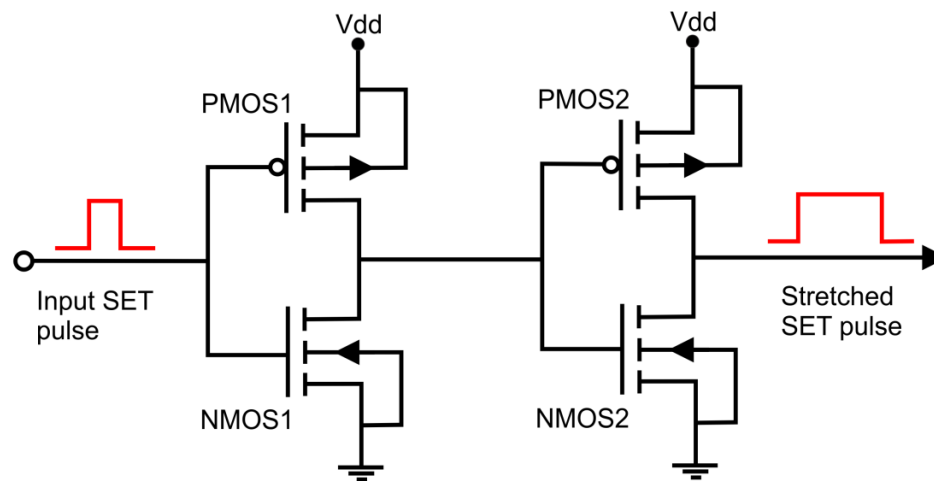 Vdd
Vdd
PMOS1
PMOS2
Input SET
pulse
Stretched
SET pulse
NMOS1
NMOS2